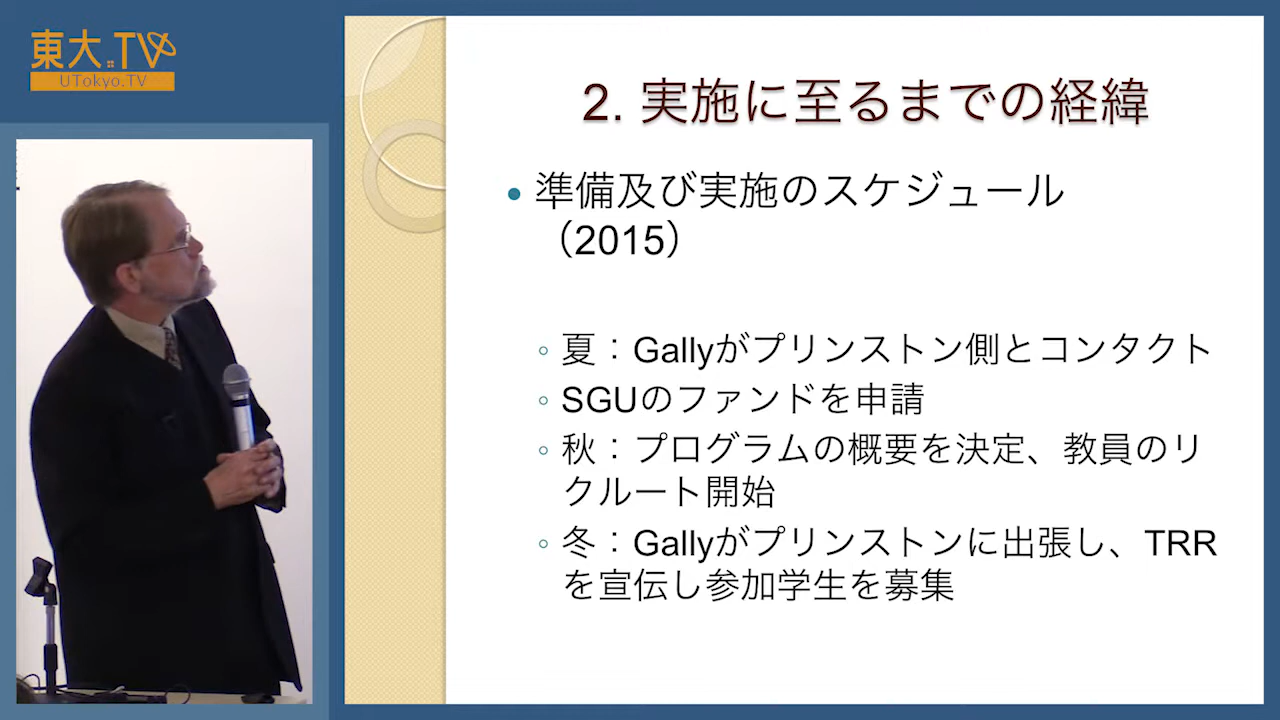 東大.TV
UTokyo.TV
2. 実施に至るまでの経緯
準備及び実施のスケジュール
（2015）
夏：Gallyがプリンストン側とコンタクト
SGUのファンドを申請
秋：プログラムの概要を決定、教員のリ
クルート開始
冬：Gallyがプリンストンに出張し、TRR
を宣伝し参加学生を募集